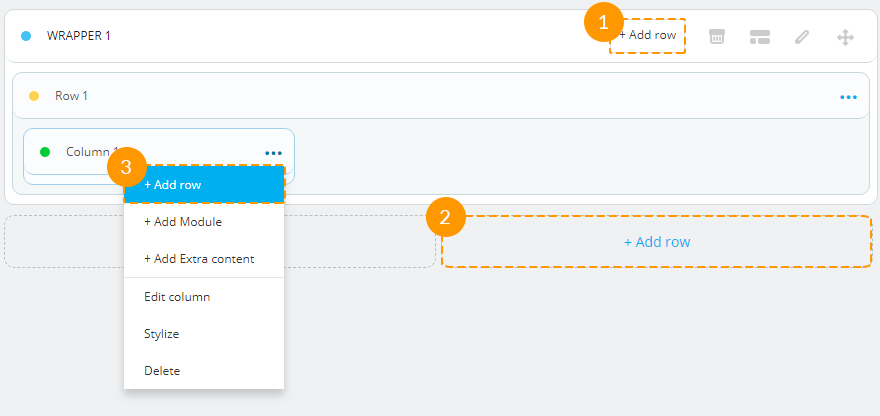 1
WRAPPER 1
+ Add row
Row 1
Column 1
3
+ Add row
+ Add Module
+ Add Extra content
Edit column
Stylize
Delete
2
+ Add row